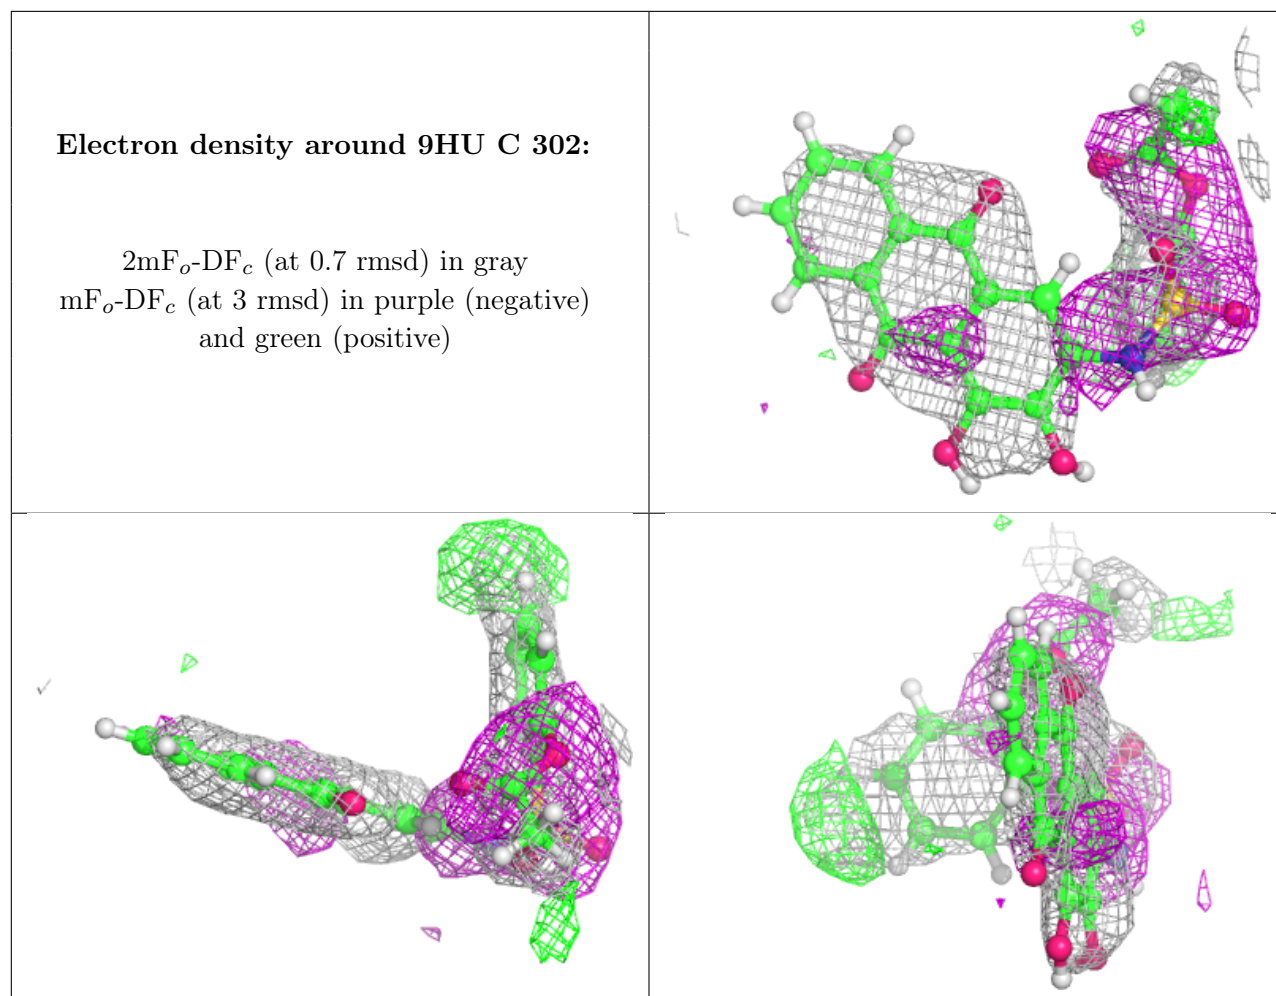 Electron density around 9HU C 302:
2mFo-DFc (at 0.7 rmsd) in gray
mFo-DFc (at 3 rmsd) in purple (negative)
and green (positive)